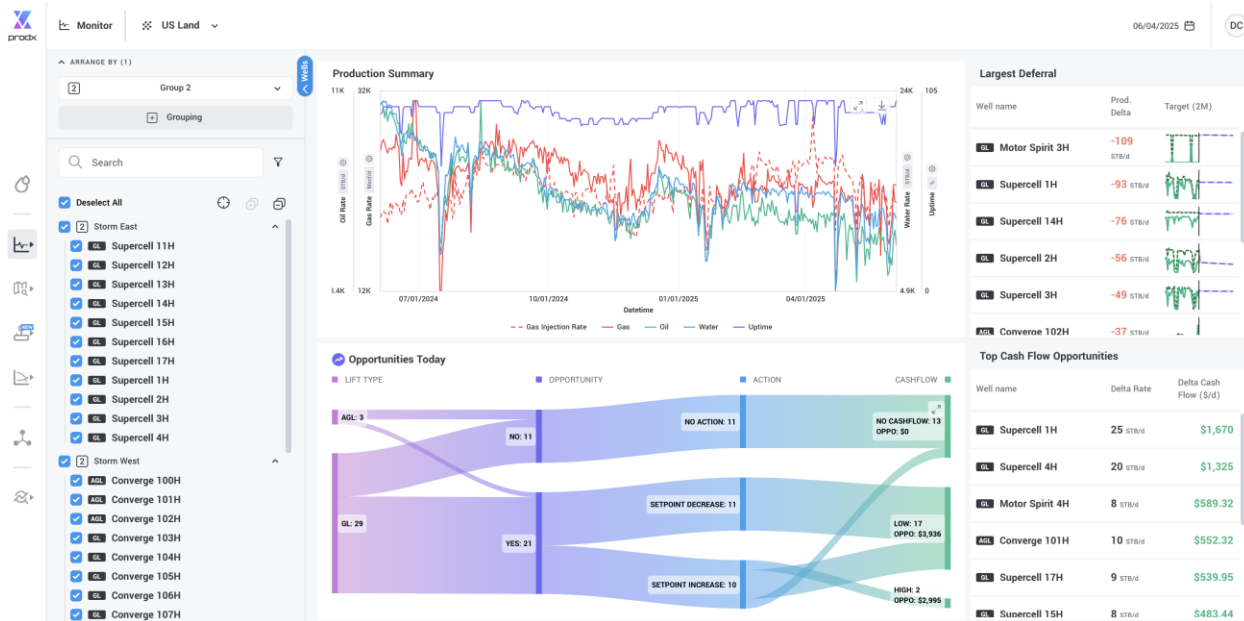 prodx
Monitor
US Land
06/04/2025
DC
ARRANGE BY (1)
2 Group 2
Grouping
Search
Deselect All
2 Storm East
GL Supercell 11H
GL Supercell 12H
GL Supercell 13H
GL Supercell 14H
GL Supercell 15H
GL Supercell 16H
GL Supercell 17H
GL Supercell 1H
GL Supercell 2H
GL Supercell 3H
GL Supercell 4H
2 Storm West
AGL Converge 100H
AGL Converge 101H
AGL Converge 102H
GL Converge 103H
GL Converge 104H
GL Converge 105H
GL Converge 106H
GL Converge 107H
NEW
Wells
Production Summary
11K 32K
24K 105
Oil Rate STB/d
Gas Rate Mscf/d
Water Rate STB/d
Uptime %
1.4K 12K
4.9K 0
07/01/2024 10/01/2024 01/01/2025 04/01/2025
Datetime
Gas Injection Rate Gas Oil Water Uptime
Opportunities Today
LIFT TYPE OPPORTUNITY ACTION CASHFLOW
AGL: 3
GL: 29
NO: 11
YES: 21
NO ACTION: 11
SETPOINT DECREASE: 11
SETPOINT INCREASE: 10
NO CASHFLOW: 13
OPPO: $0
LOW: 17
OPPO: $3,936
HIGH: 2
OPPO: $2,995
Largest Deferral
Well name Prod. Delta Target (2M)
GL Motor Spirit 3H -109 STB/d
GL Supercell 1H -93 STB/d
GL Supercell 14H -76 STB/d
GL Supercell 2H -56 STB/d
GL Supercell 3H -49 STB/d
AGL Converge 102H -37 STB/d
Top Cash Flow Opportunities
Well name Delta Rate Delta Cash Flow ($/d)
GL Supercell 1H 25 STB/d $1,670
GL Supercell 4H 20 STB/d $1,325
GL Motor Spirit 4H 8 STB/d $589.32
AGL Converge 101H 10 STB/d $552.32
GL Supercell 17H 9 STB/d $539.95
GL Supercell 15H 8 STB/d $483.44